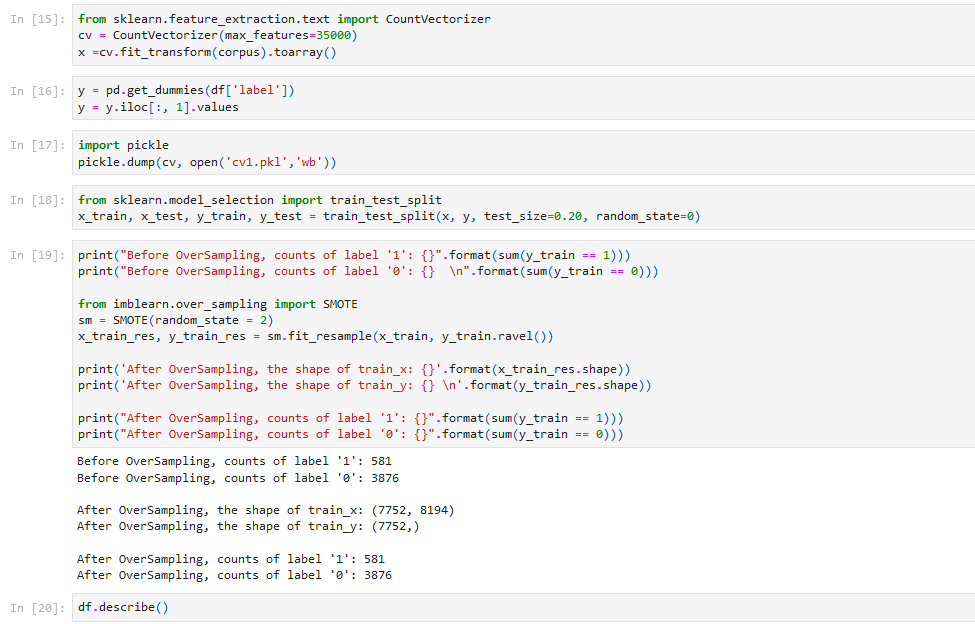 In [15]: from sklearn.feature_extraction.text import CountVectorizer
cv = CountVectorizer(max_features=35000)
x =cv.fit_transform(corpus).toarray()
In [16]: y = pd.get_dummies(df['label'])
y = y.iloc[:, 1].values
In [17]: import pickle
pickle.dump(cv, open('cv1.pkl','wb'))
In [18]: from sklearn.model_selection import train_test_split
x_train, x_test, y_train, y_test = train_test_split(x, y, test_size=0.20, random_state=0)
In [19]: print("Before OverSampling, counts of label '1': {}".format(sum(y_train == 1)))
print("Before OverSampling, counts of label '0': {}  \n".format(sum(y_train == 0)))
from imblearn.over_sampling import SMOTE
sm = SMOTE(random_state = 2)
x_train_res, y_train_res = sm.fit_resample(x_train, y_train.ravel())
print('After OverSampling, the shape of train_x: {}'.format(x_train_res.shape))
print('After OverSampling, the shape of train_y: {} \n'.format(y_train_res.shape))
print("After OverSampling, counts of label '1': {}".format(sum(y_train == 1)))
print("After OverSampling, counts of label '0': {}".format(sum(y_train == 0)))
Before OverSampling, counts of label '1': 581
Before OverSampling, counts of label '0': 3876
After OverSampling, the shape of train_x: (7752, 8194)
After OverSampling, the shape of train_y: (7752,)
After OverSampling, counts of label '1': 581
After OverSampling, counts of label '0': 3876
In [20]: df.describe()